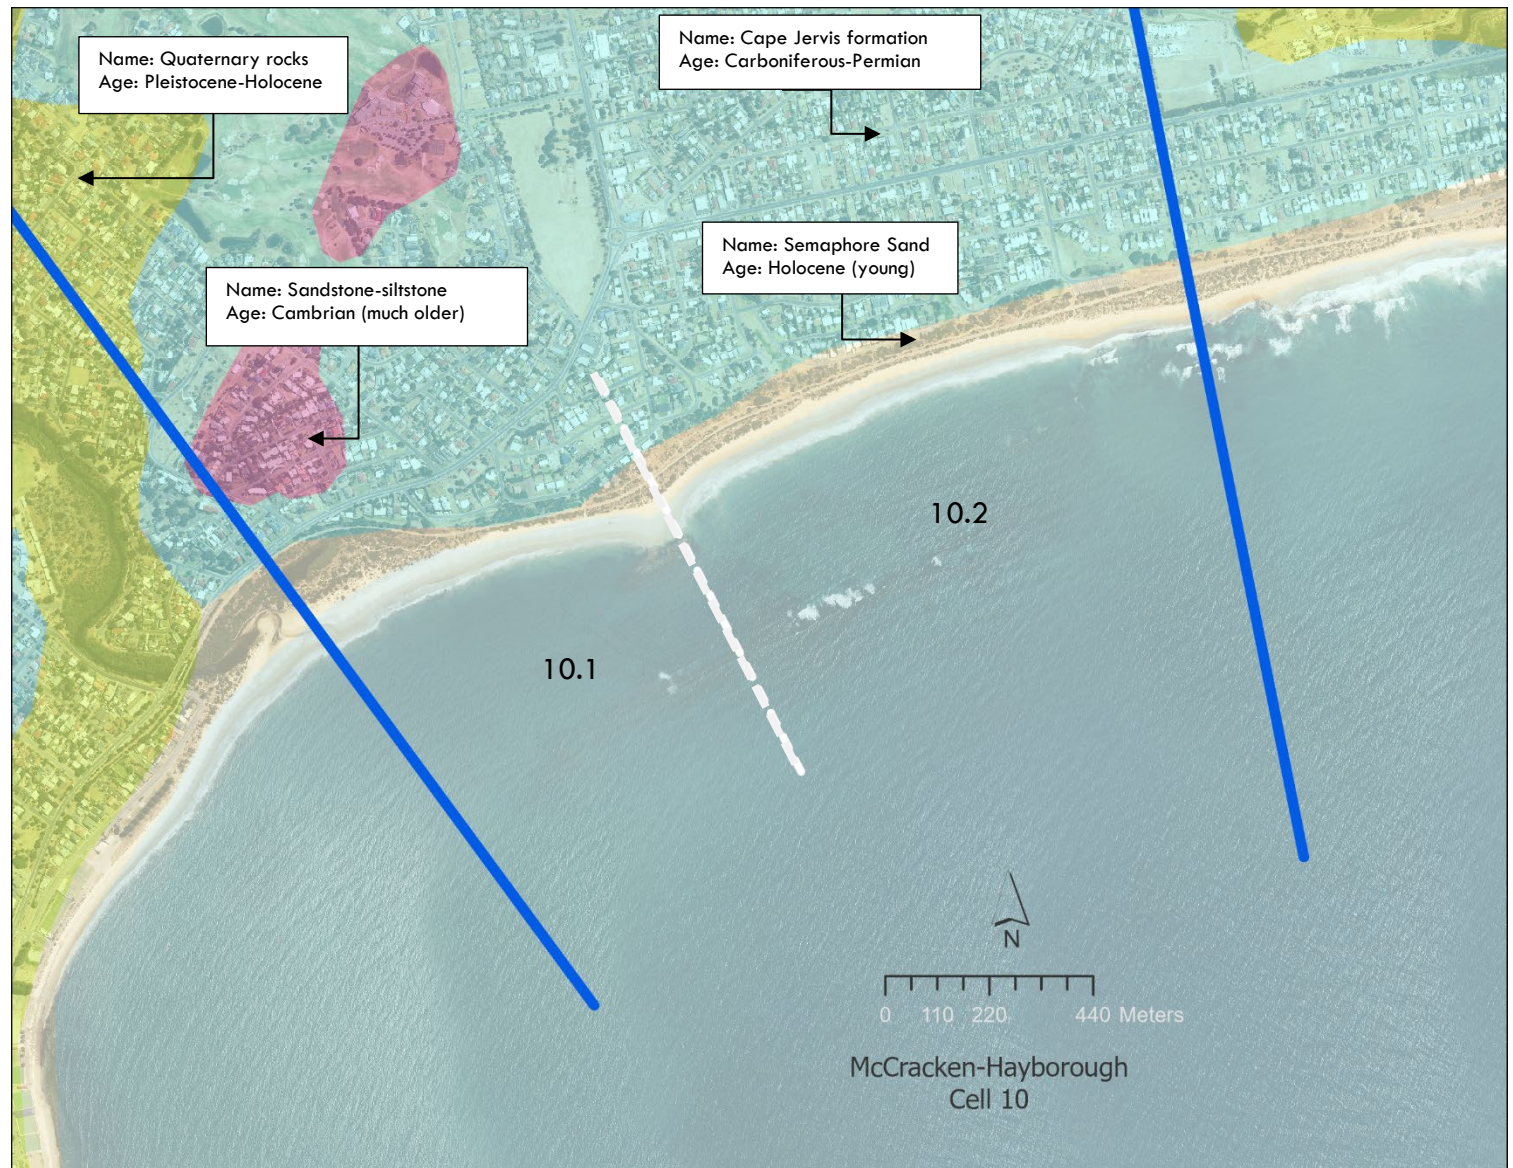 Name: Quaternary rocks
Age: Pleistocene-Holocene
Name: Cape Jervis formation
Age: Carboniferous-Permian
Name: Semaphore Sand
Age: Holocene (young)
Name: Sandstone-siltstone
Age: Cambrian (much older)
10.2
10.1
N
0 110 220 440 Meters
McCracken-Hayborough
Cell 10